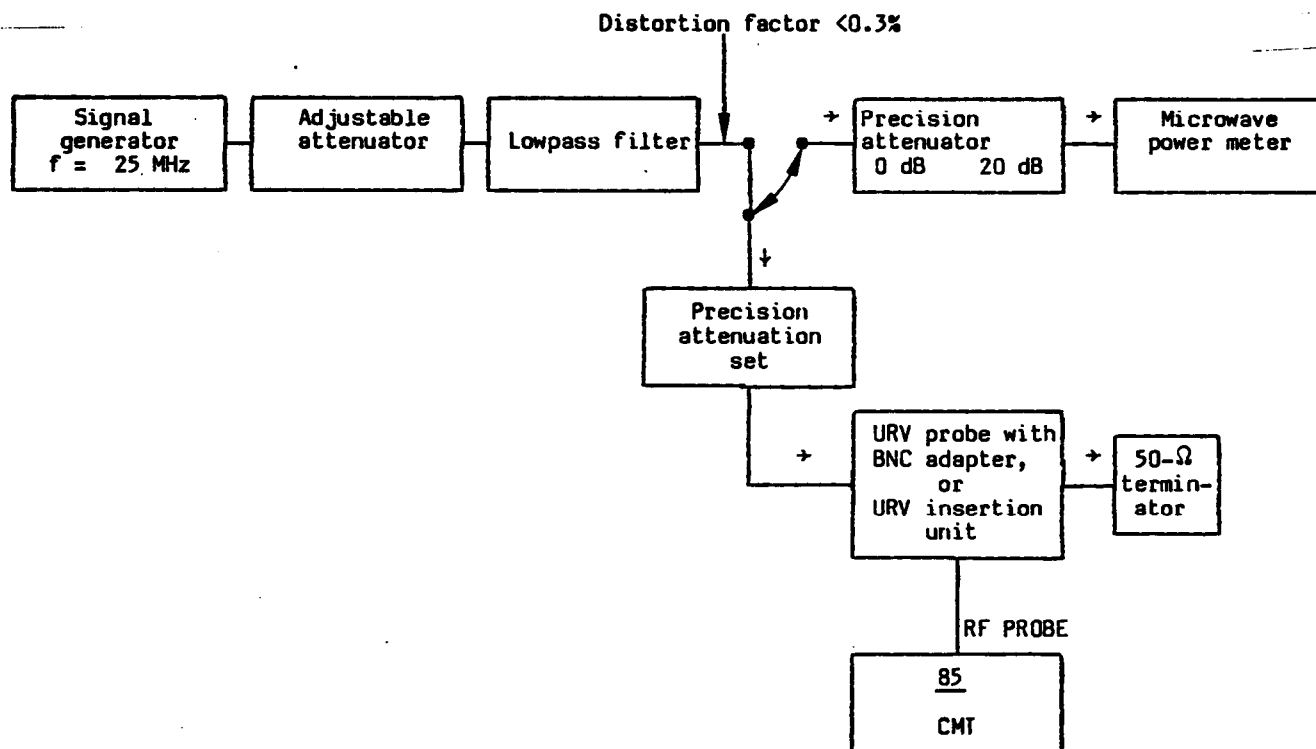 Distortion factor <0.3%
Signal
generator
f = 25 MHz
Adjustable
attenuator
Lowpass filter
Precision
attenuator
0 dB 20 dB
Microwave
power meter
Precision
attenuation
set
URV probe with
BNC adapter,
or
URV insertion
unit
50-Ω
termin-
ator
RF PROBE
85
CMT